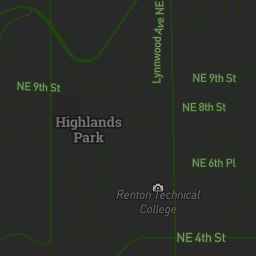 Lynnwood Ave NE
NE 9th St
NE 9th St
NE 8th St
Highlands
Park
NE 6th Pl
Renton Technical
College
NE 4th St